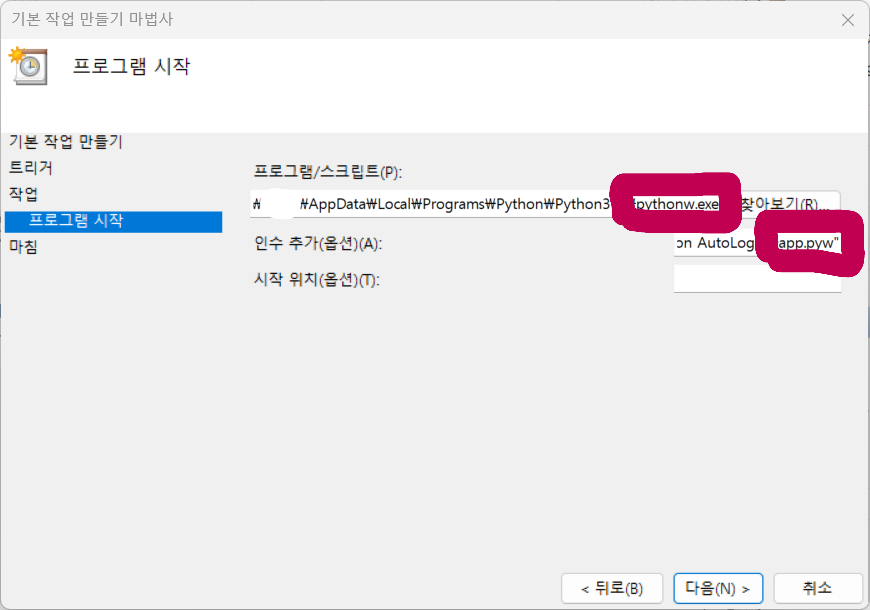 기본 작업 만들기 마법사
프로그램 시작
기본 작업 만들기
트리거
작업
프로그램 시작
마침
프로그램/스크립트(P):
₩ ₩AppData₩Local₩Programs₩Python₩Python3 ₩pythonw.exe 찾아보기(R)...
인수 추가(옵션)(A): on AutoLog app.pyw"
시작 위치(옵션)(T):
< 뒤로(B) 다음(N) > 취소